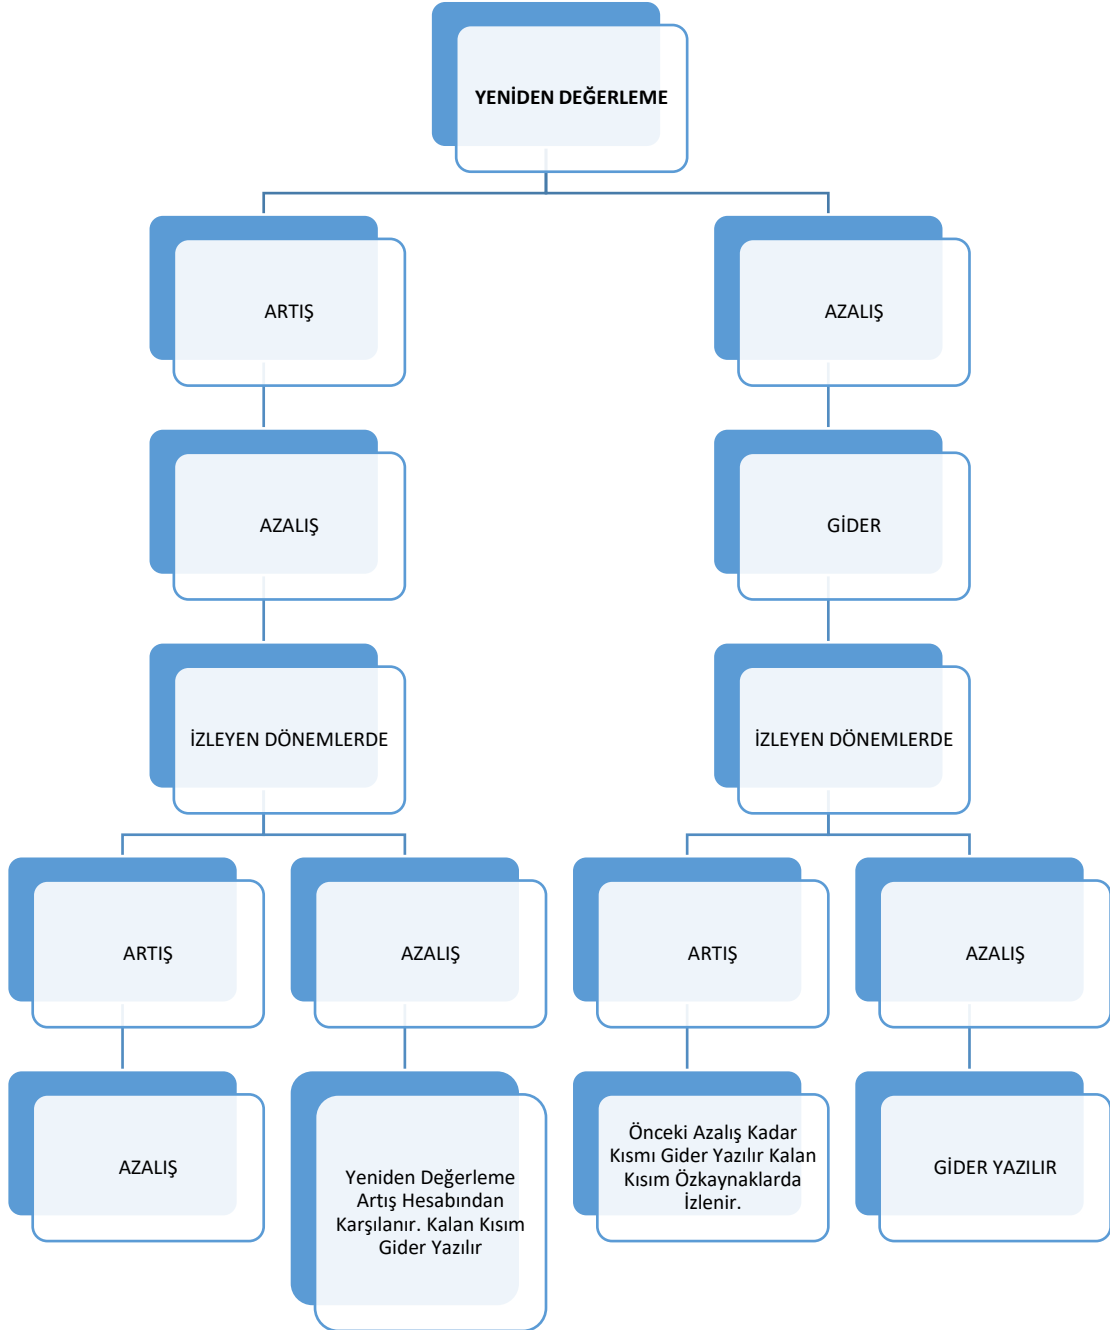 YENİDEN DEĞERLEME
ARTIŞ
AZALIŞ
AZALIŞ
GİDER
İZLEYEN DÖNEMLERDE
İZLEYEN DÖNEMLERDE
ARTIŞ
AZALIŞ
ARTIŞ
AZALIŞ
AZALIŞ
Yeniden Değerleme
Artış Hesabından
Karşılanır. Kalan Kısım
Gider Yazılır
Önceki Azalış Kadar
Kısmı Gider Yazılır Kalan
Kısım Özkaynaklarda
İzlenir.
GİDER YAZILIR